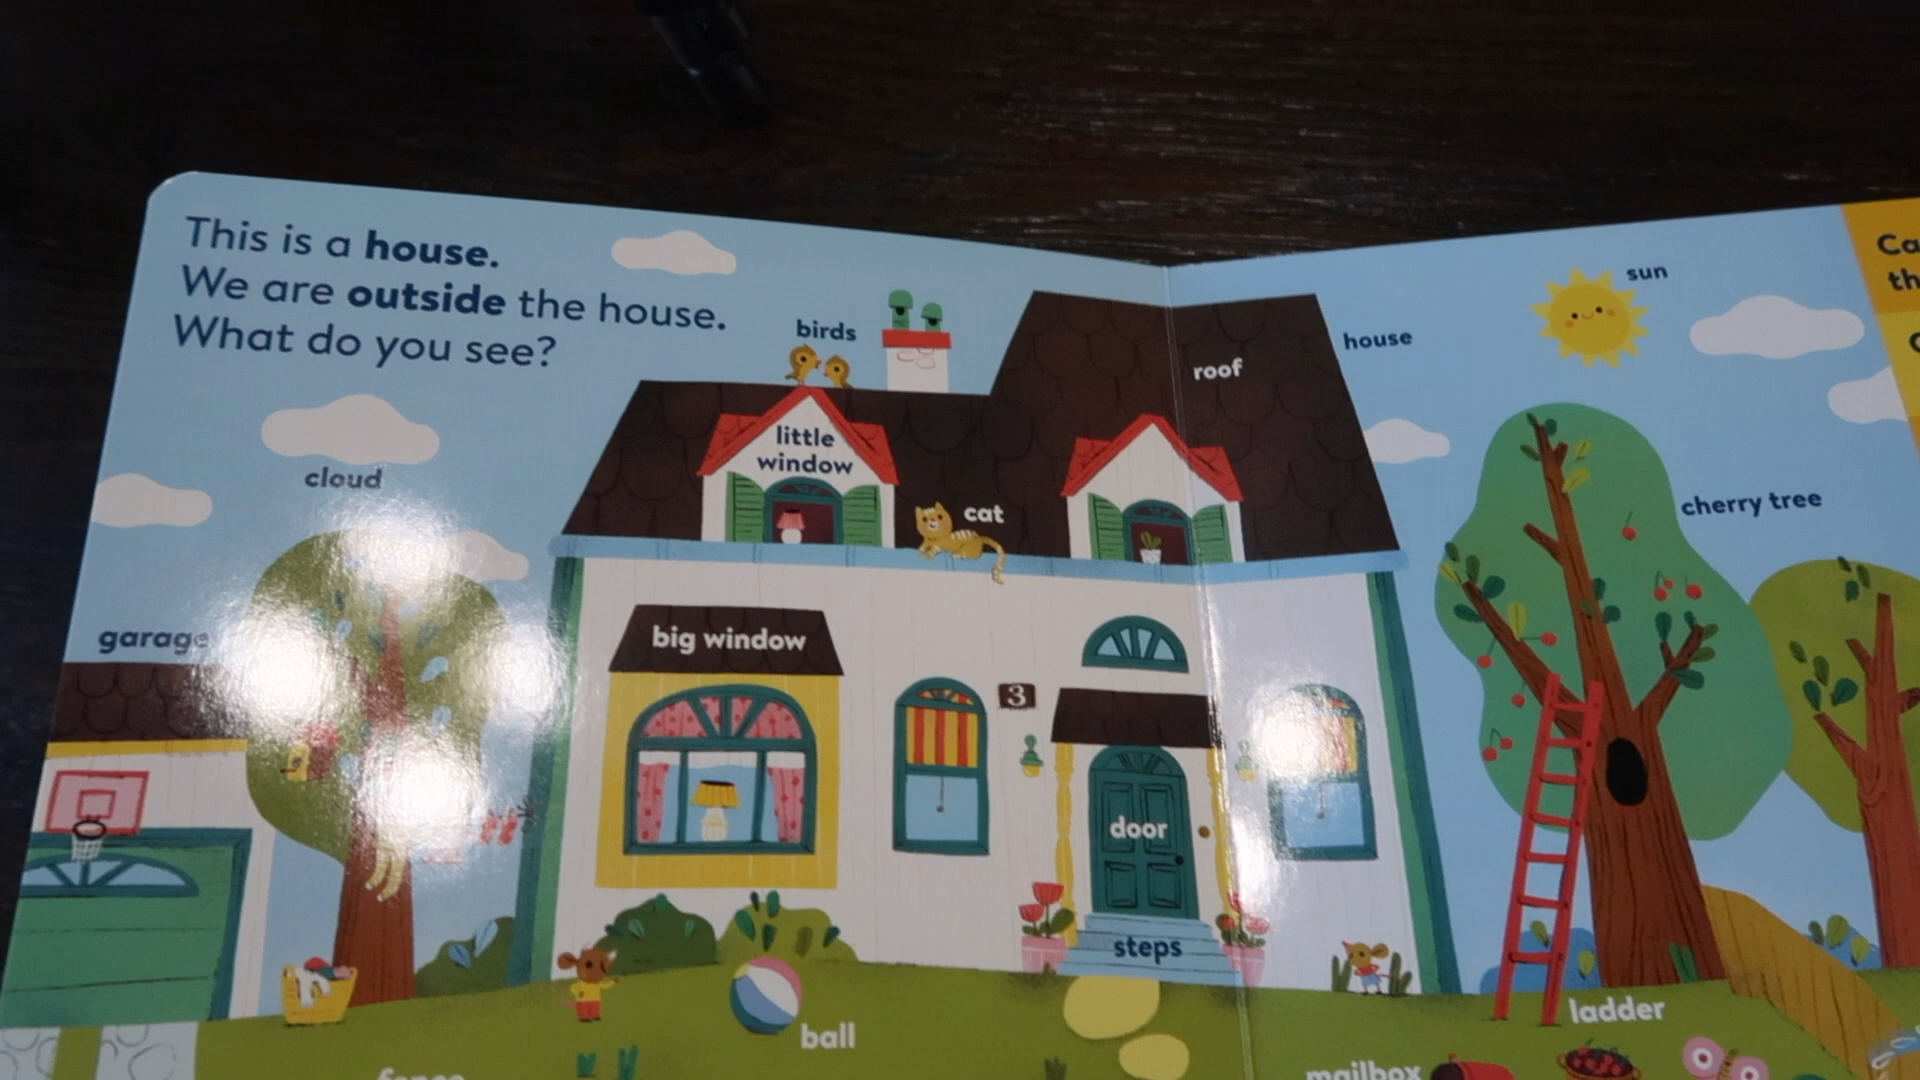 This is a house.
We are outside the house.
What do you see?
birds
sun
house
roof
little
window
cloud
cat
cherry tree
garage
big window
3
door
steps
ladder
ball
mailbox